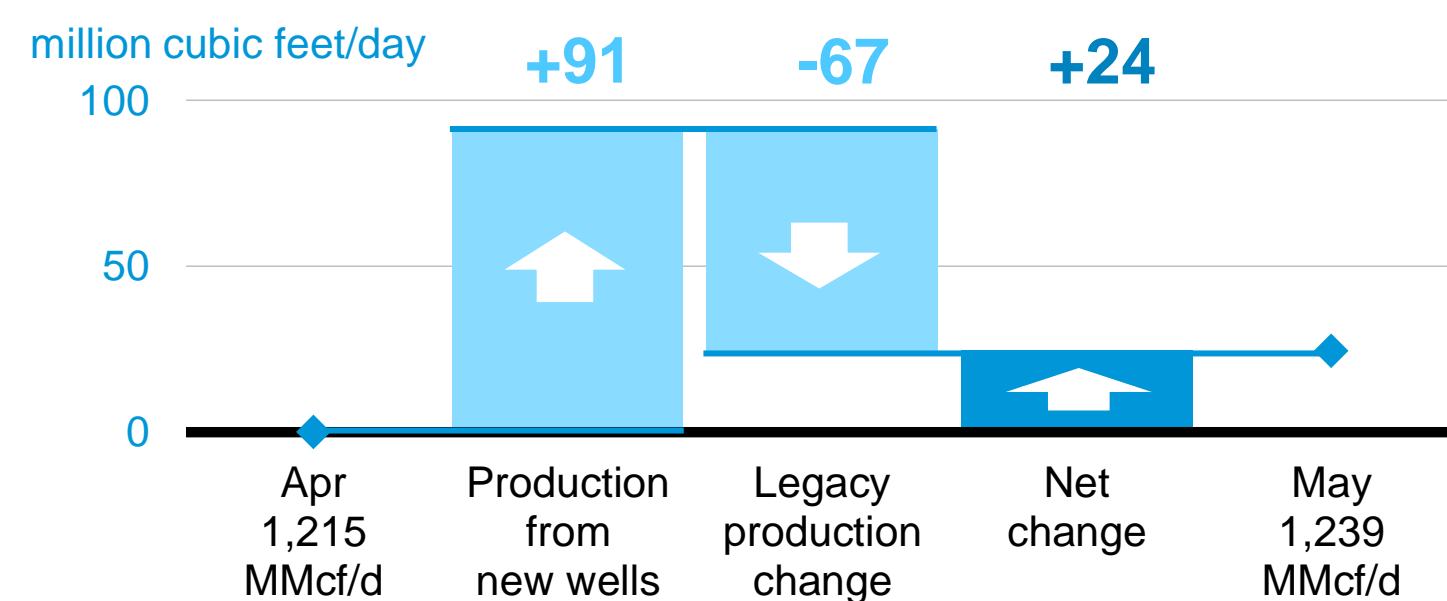 million cubic feet/day
+91
-67
+24
100
50
0
Apr
1,215
MMcf/d
Production
from
new wells
Legacy
production
change
Net
change
May
1,239
MMcf/d